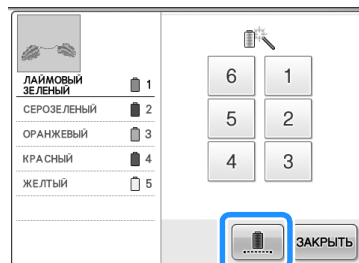 ЛАЙМОВЫЙ
ЗЕЛЕНЫЙ 1
СЕРОЗЕЛЕНЫЙ 2
ОРАНЖЕВЫЙ 3
КРАСНЫЙ 4
ЖЕЛТЫЙ 5
6 1
5 2
4 3
ЗАКРЫТЬ